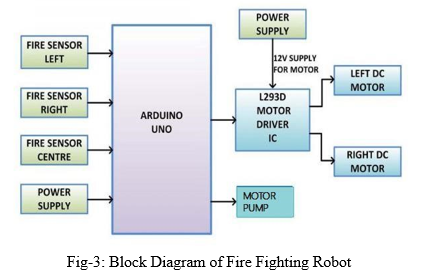 POWER
SUPPLY
FIRE SENSOR
LEFT
12V SUPPLY
FOR MOTOR
LEFT DC
MOTOR
FIRE SENSOR
RIGHT
L293D
MOTOR
DRIVER
IC
ARDUINO
UNO
FIRE SENSOR
CENTRE
RIGHT DC
MOTOR
POWER
SUPPLY
MOTOR
PUMP
Fig-3: Block Diagram of Fire Fighting Robot